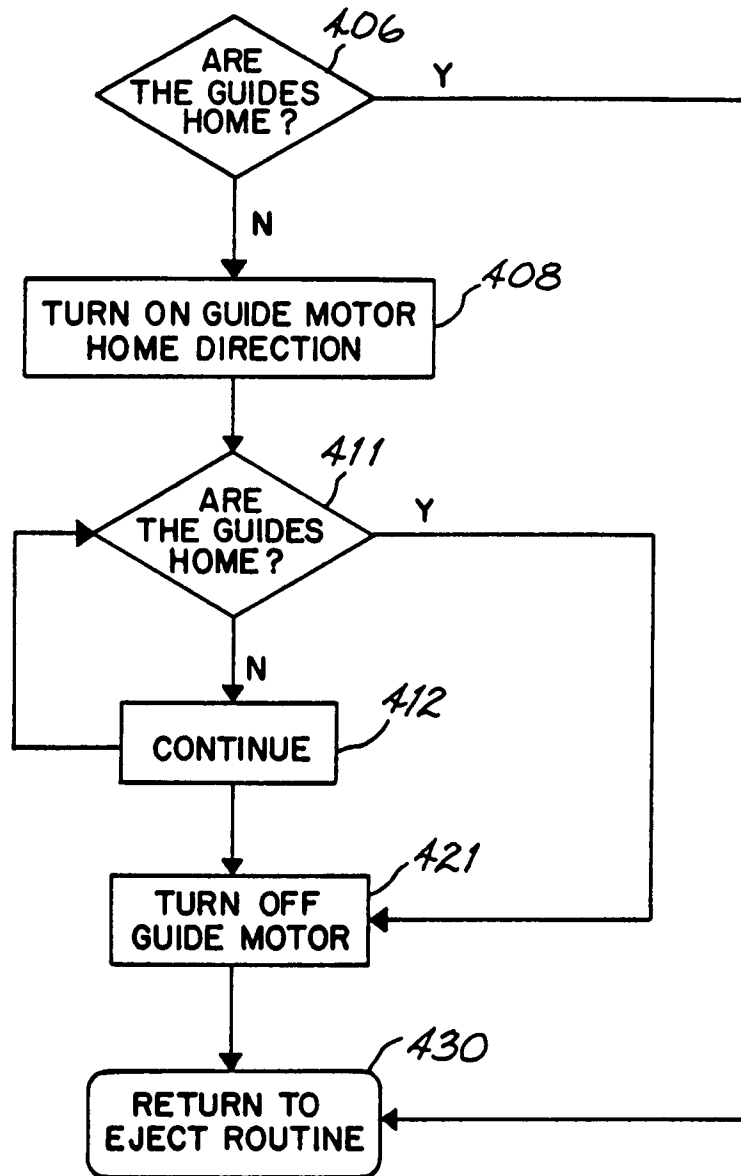 406
ARE
THE GUIDES
HOME?
Y
N
408
TURN ON GUIDE MOTOR
HOME DIRECTION
411
ARE
THE GUIDES
HOME?
Y
N
412
CONTINUE
421
TURN OFF
GUIDE MOTOR
430
RETURN TO
EJECT ROUTINE